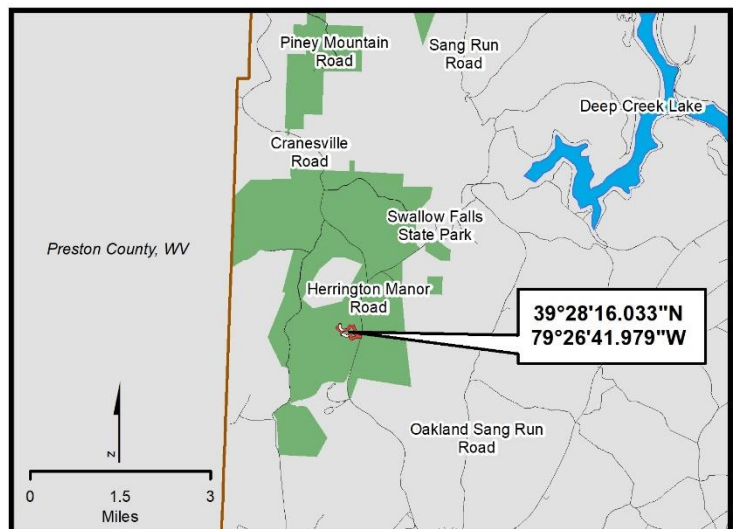 Piney Mountain
Road
Sang Run
Road
Deep Creek Lake
Cranesville
Road
Swallow Falls
State Park
Preston County, WV
Herrington Manor
Road
39°28'16.033"N
79°26'41.979"W
Oakland Sang Run
Road
N
0 1.5 3
Miles